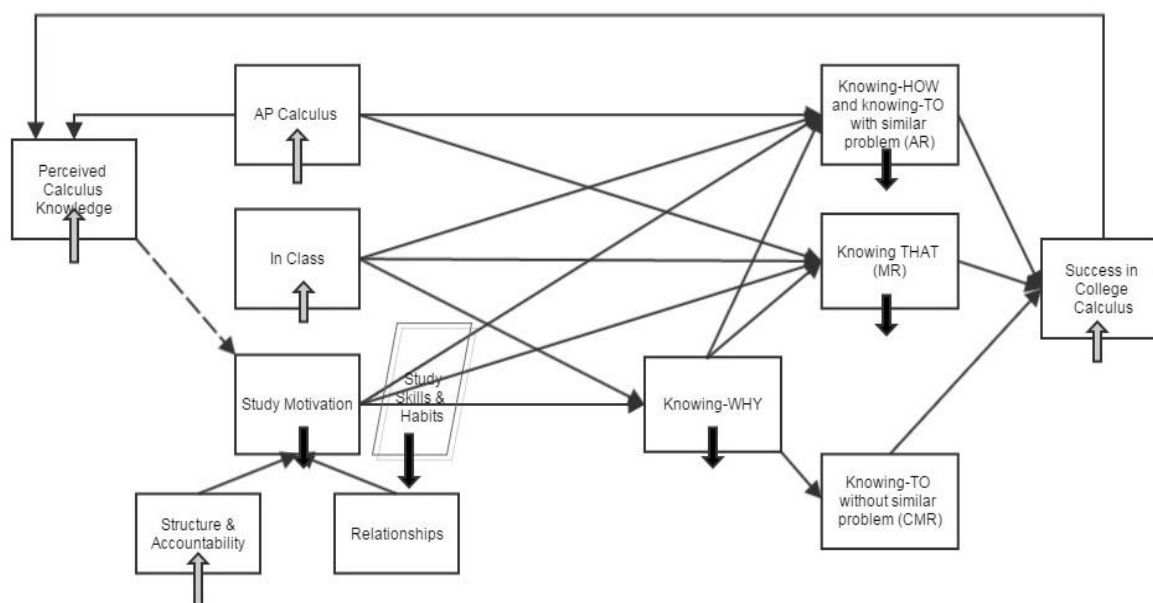 AP Calculus
Knowing-HOW
and knowing-TO
with similar
problem (AR)
Perceived
Calculus
Knowledge
In Class
Knowing THAT
(MR)
Success in
College
Calculus
Study Motivation
Study
Skills &
Habits
Knowing-WHY
Knowing-TO
without similar
problem (CMR)
Structure &
Accountability
Relationships